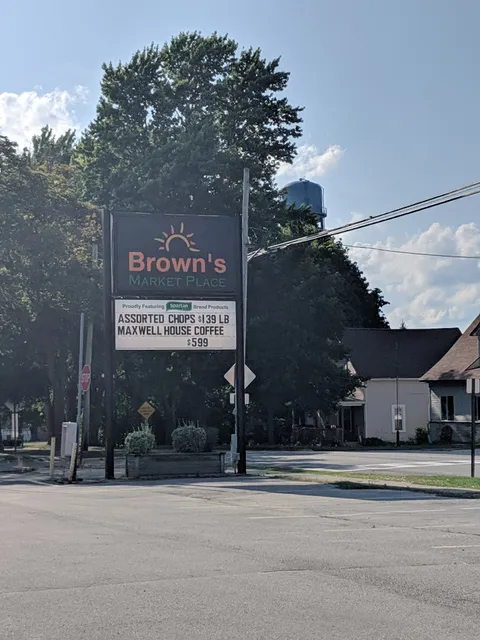 Brown's
MARKET PLACE
Proudly Featuring Spartan Brand Products
ASSORTED CHOPS $139 LB
MAXWELL HOUSE COFFEE
$599